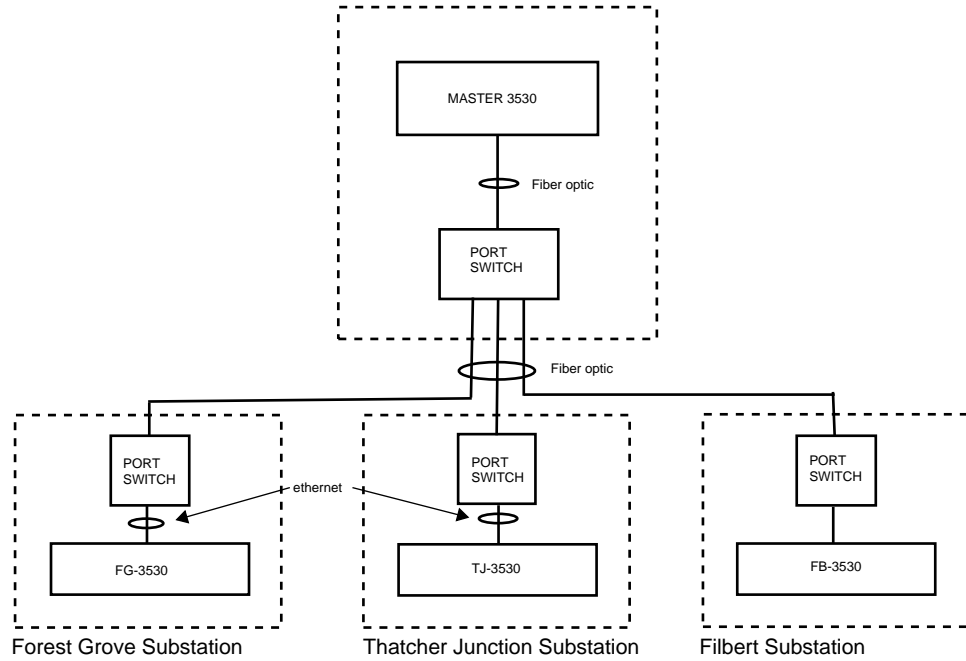 MASTER 3530
Fiber optic
PORT
SWITCH
Fiber optic
PORT
SWITCH
ethernet
PORT
SWITCH
PORT
SWITCH
FG-3530
TJ-3530
FB-3530
Forest Grove Substation
Thatcher Junction Substation
Filbert Substation